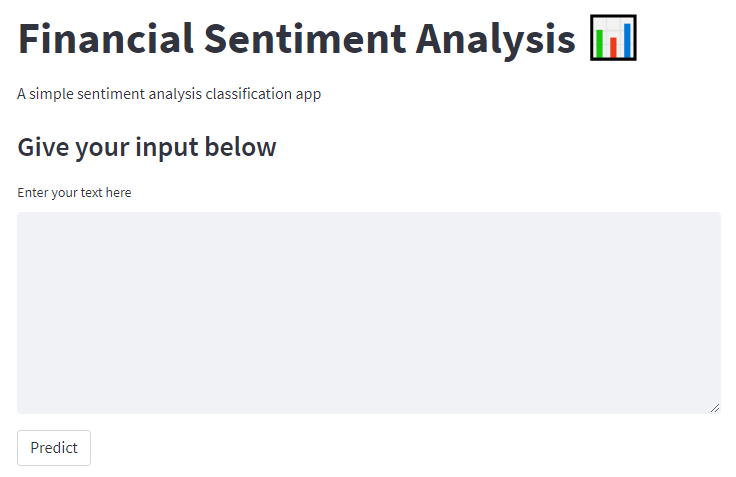 Financial Sentiment Analysis 📊
A simple sentiment analysis classification app
Give your input below
Enter your text here
Predict